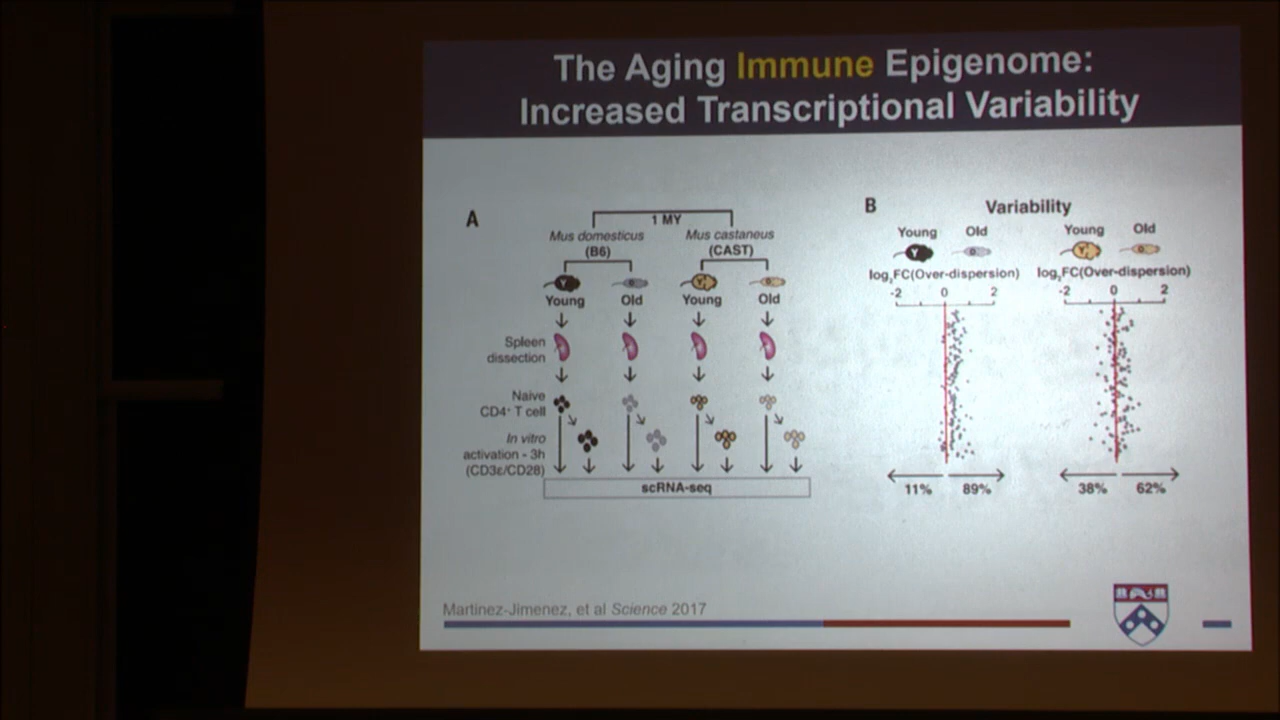 The Aging Immune Epigenome:
Increased Transcriptional Variability
A
1 MY
Mus domesticus
(B6)
Mus castaneus
(CAST)
Young
Old
Young
Old
Spleen
dissection
Naive
CD4⁺ T cell
In vitro
activation - 3h
(CD3ε/CD28)
scRNA-seq
B
Variability
Young
Old
Young
Old
log₂FC(Over-dispersion)
log₂FC(Over-dispersion)
-2 0 2
-2 0 2
11% 89%
38% 62%
Martinez-Jimenez, et al Science 2017